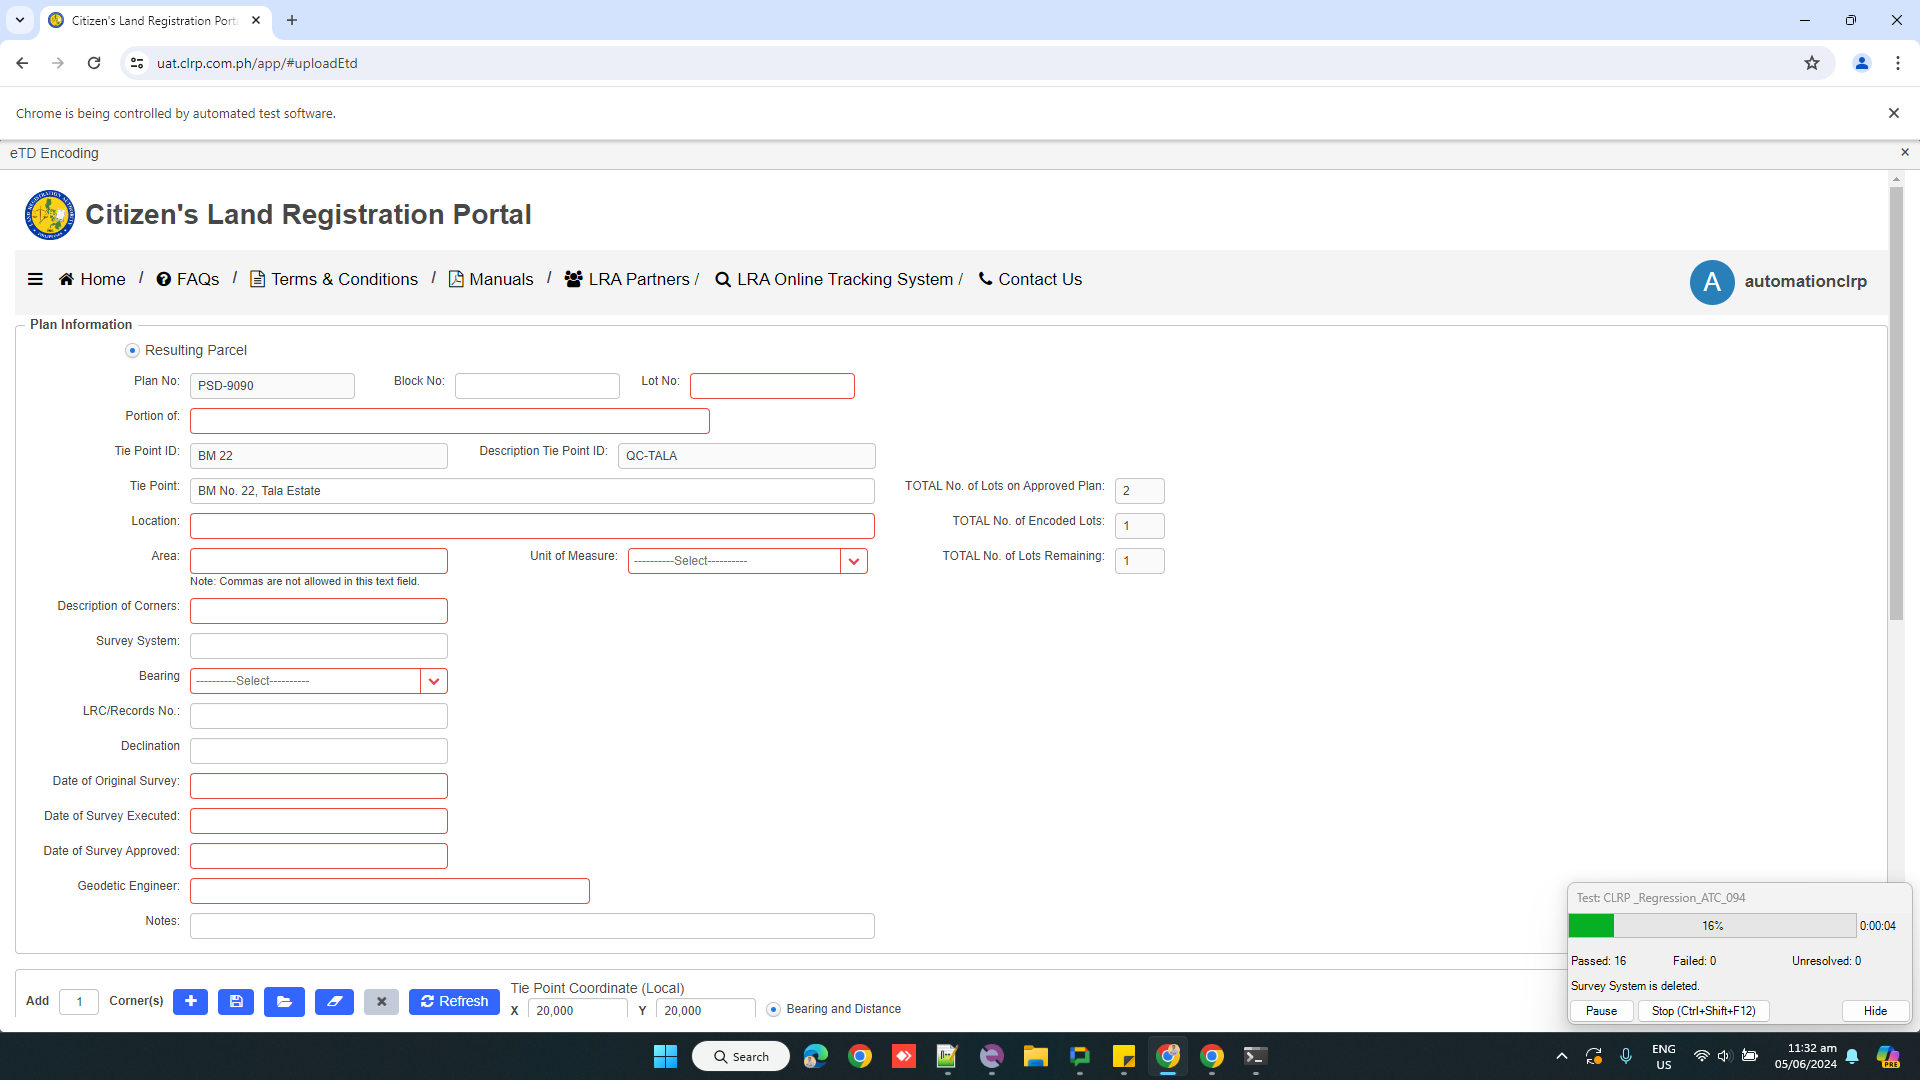 Citizen's Land Registration Porta
uat.clrp.com.ph/app/#uploadEtd
Chrome is being controlled by automated test software.
eTD Encoding
Citizen's Land Registration Portal
Home / FAQs / Terms & Conditions / Manuals / LRA Partners / LRA Online Tracking System / Contact Us
A automationclrp
Plan Information
Resulting Parcel
Plan No: PSD-9090 Block No: Lot No:
Portion of:
Tie Point ID: BM 22 Description Tie Point ID: QC-TALA
Tie Point: BM No. 22, Tala Estate TOTAL No. of Lots on Approved Plan: 2
Location: TOTAL No. of Encoded Lots: 1
Area: Unit of Measure: ----------Select---------- TOTAL No. of Lots Remaining: 1
Note: Commas are not allowed in this text field.
Description of Corners:
Survey System:
Bearing ----------Select----------
LRC/Records No.:
Declination
Date of Original Survey:
Date of Survey Executed:
Date of Survey Approved:
Geodetic Engineer:
Notes:
Add 1 Corner(s) Refresh
Tie Point Coordinate (Local)
X 20,000 Y 20,000 Bearing and Distance
Test: CLRP _Regression_ATC_094
16% 0:00:04
Passed: 16 Failed: 0 Unresolved: 0
Survey System is deleted.
Pause Stop (Ctrl+Shift+F12) Hide
Search
ENG
US
11:32 am
05/06/2024
PRE